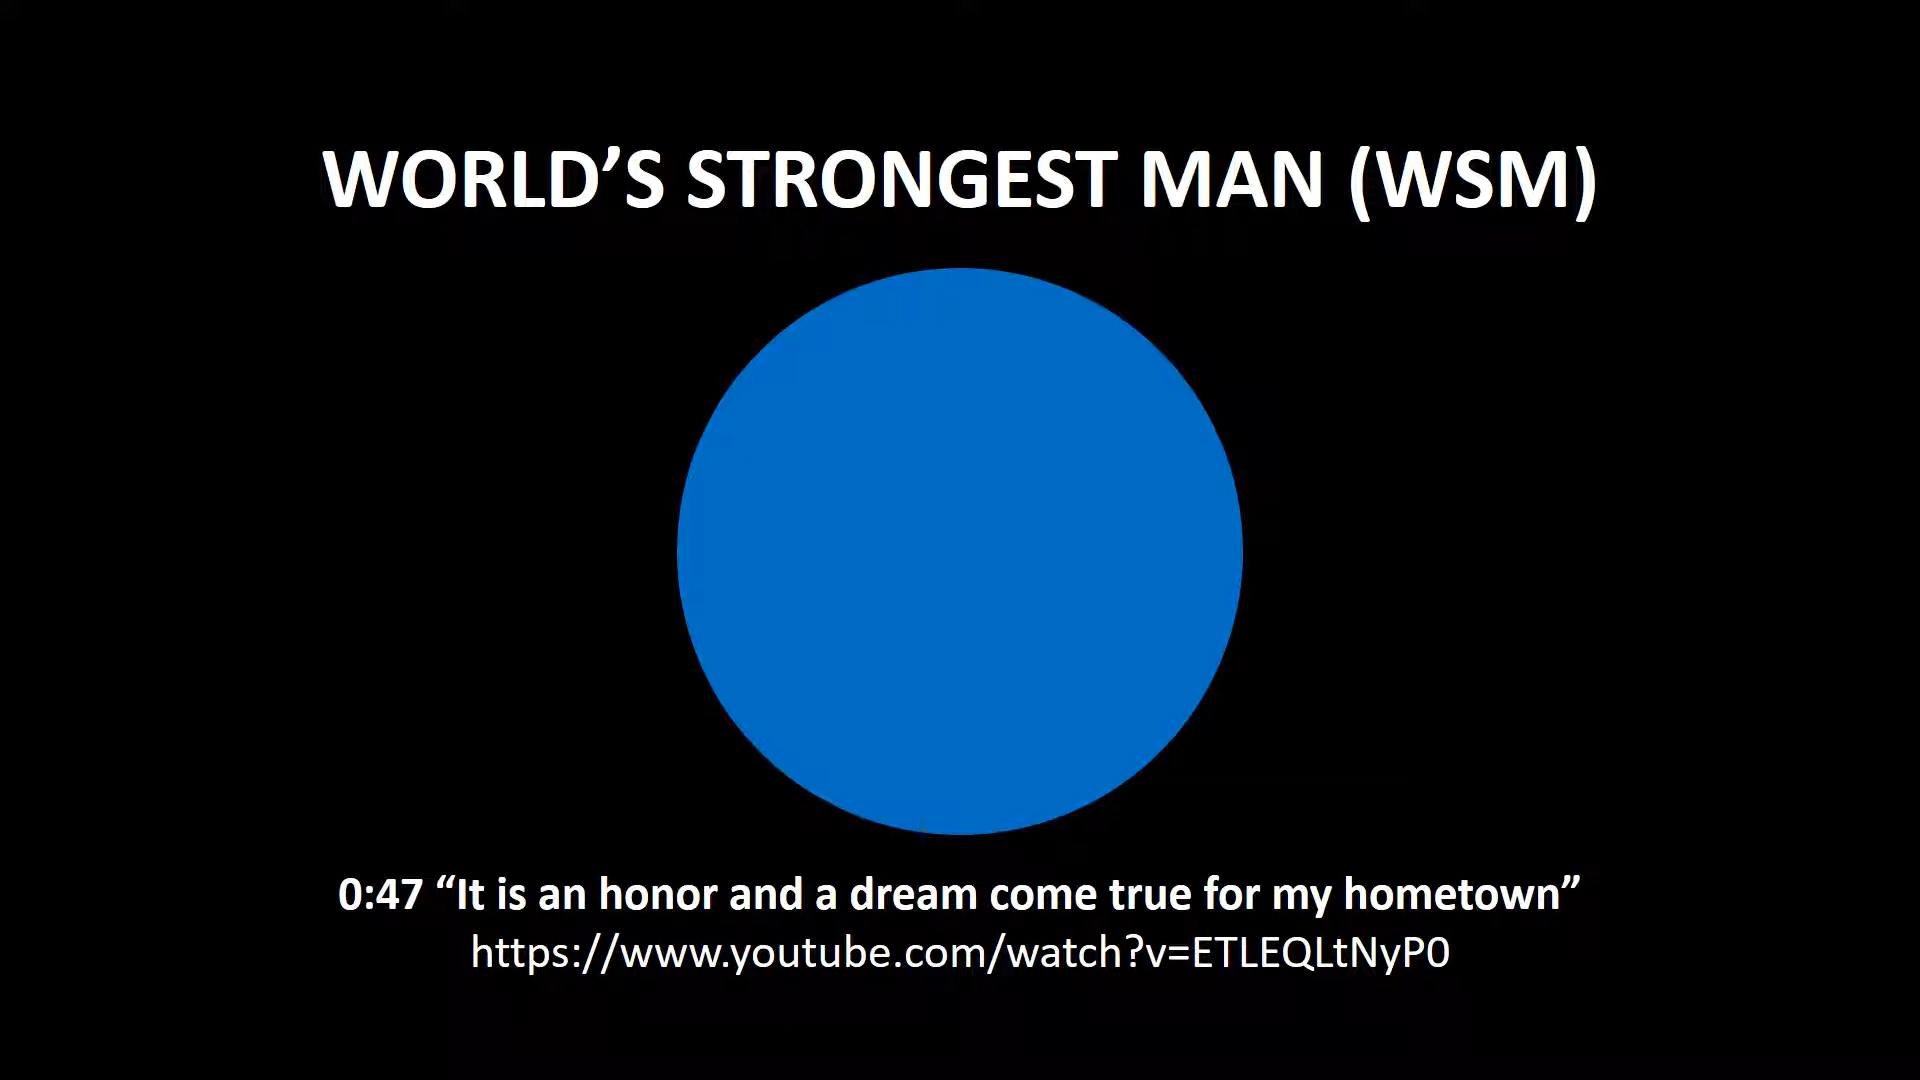 WORLD’S STRONGEST MAN (WSM)
0:47 “It is an honor and a dream come true for my hometown”
https://www.youtube.com/watch?v=ETLEQLtNyP0